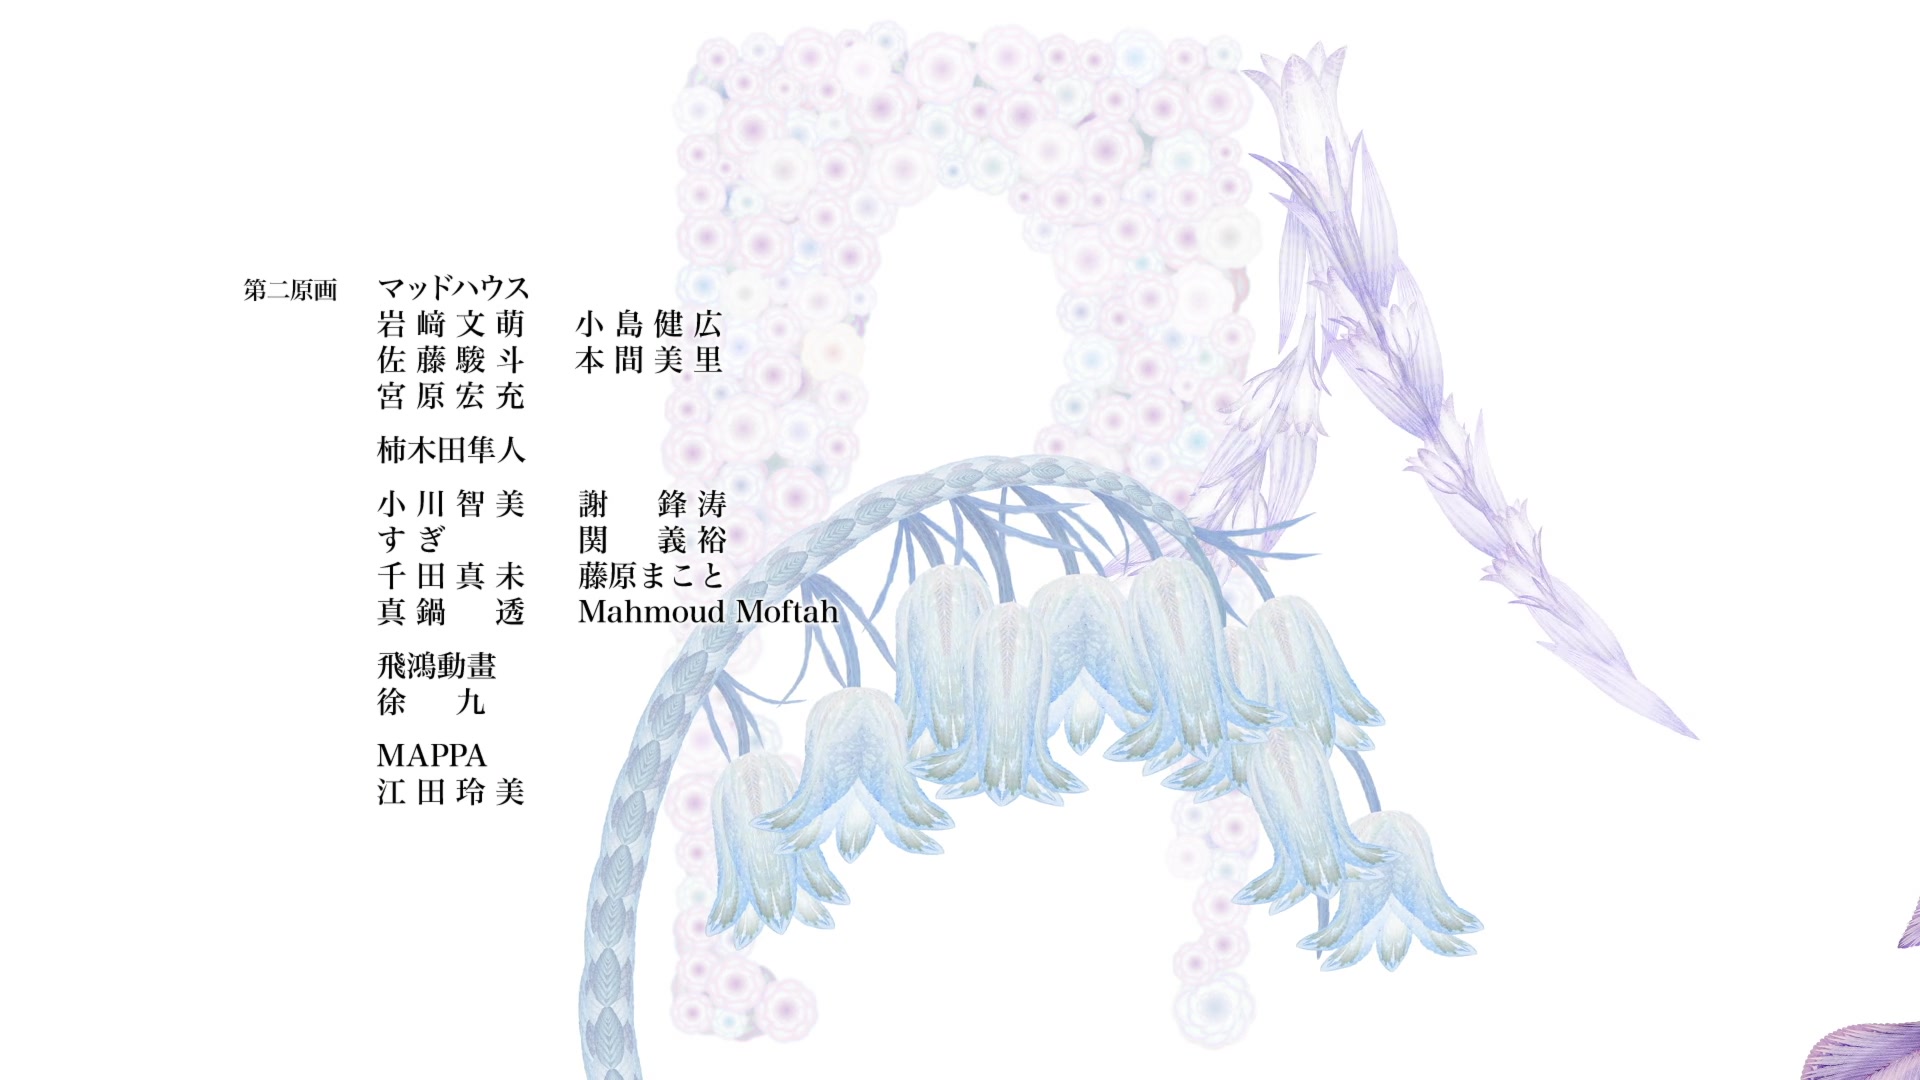 第二原画 マッドハウス
岩﨑文萌 小島健広
佐藤駿斗 本間美里
宮原宏充
柿木田隼人
小川智美 謝鋒涛
すぎ 関義裕
千田真未 藤原まこと
真鍋透 Mahmoud Moftah
飛鴻動畫
徐九
MAPPA
江田玲美